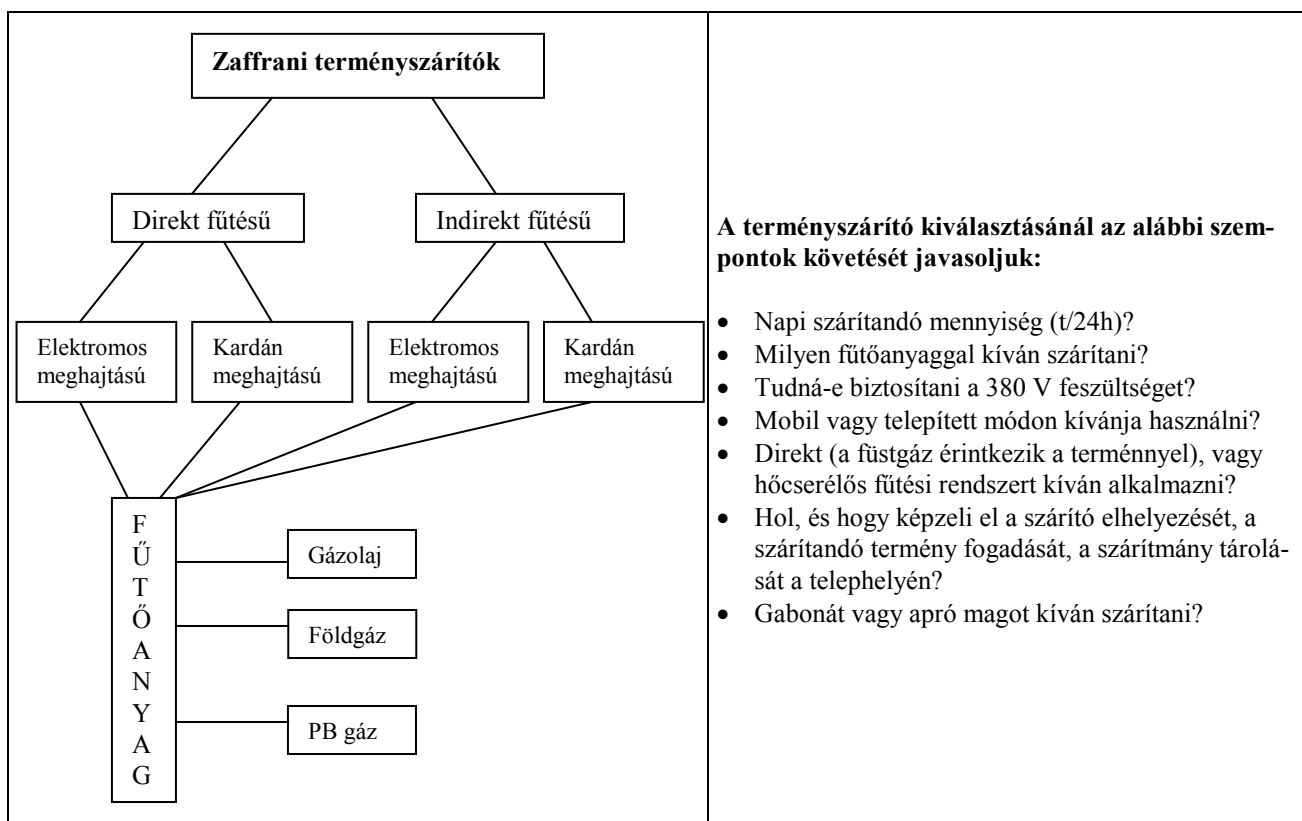 Zaffrani terményszárítók
Direkt fűtésű
Indirekt fűtésű
Elektromos
meghajtású
Kardán
meghajtású
Elektromos
meghajtású
Kardán
meghajtású
F
Ű
T
Ő
A
N
Y
A
G
Gázolaj
Földgáz
PB gáz
A terményszárító kiválasztásánál az alábbi szem-
pontok követését javasoljuk:
• Napi szárítandó mennyiség (t/24h)?
• Milyen fűtőanyaggal kíván szárítani?
• Tudná-e biztosítani a 380 V feszültséget?
• Mobil vagy telepített módon kívánja használni?
• Direkt (a füstgáz érintkezik a terménnyel), vagy
hőcserélős fűtési rendszert kíván alkalmazni?
• Hol, és hogy képzeli el a szárító elhelyezését, a
szárítandó termény fogadását, a szárítmány tárolá-
sát a telephelyén?
• Gabonát vagy apró magot kíván szárítani?